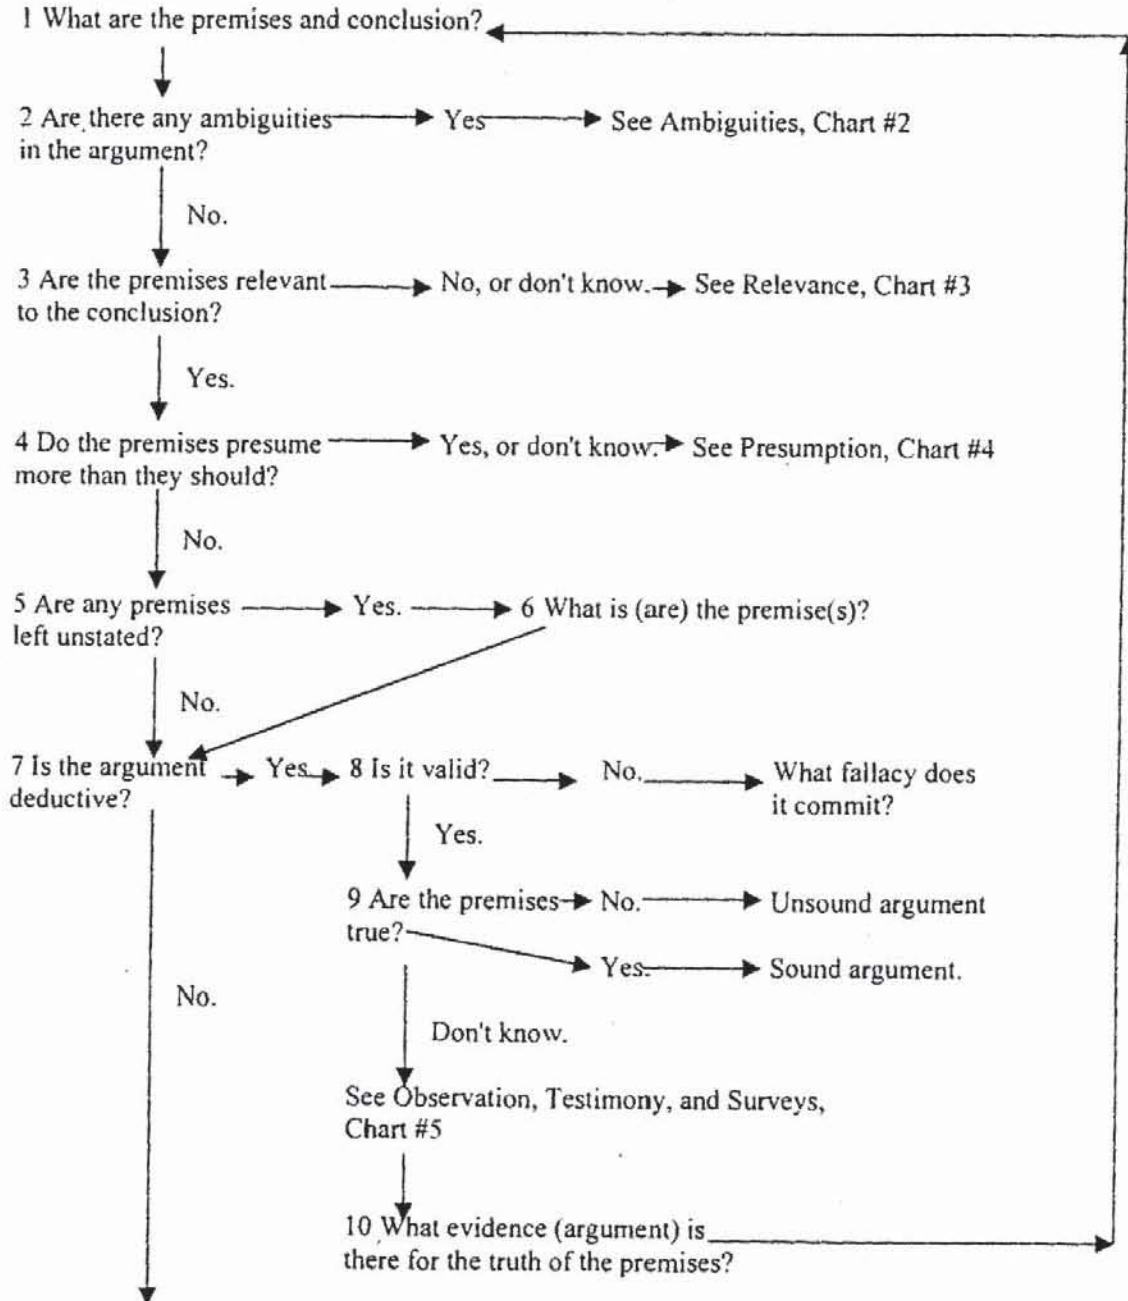 1 What are the premises and conclusion?
2 Are there any ambiguities
in the argument?
Yes
See Ambiguities, Chart #2
No.
3 Are the premises relevant
to the conclusion?
No, or don't know.
See Relevance, Chart #3
Yes.
4 Do the premises presume
more than they should?
Yes, or don't know.
See Presumption, Chart #4
No.
5 Are any premises
left unstated?
Yes.
6 What is (are) the premise(s)?
No.
7 Is the argument
deductive?
Yes
8 Is it valid?
No.
What fallacy does
it commit?
Yes.
9 Are the premises
true?
No.
Unsound argument
Yes.
Sound argument.
No.
Don't know.
See Observation, Testimony, and Surveys,
Chart #5
10 What evidence (argument) is
there for the truth of the premises?